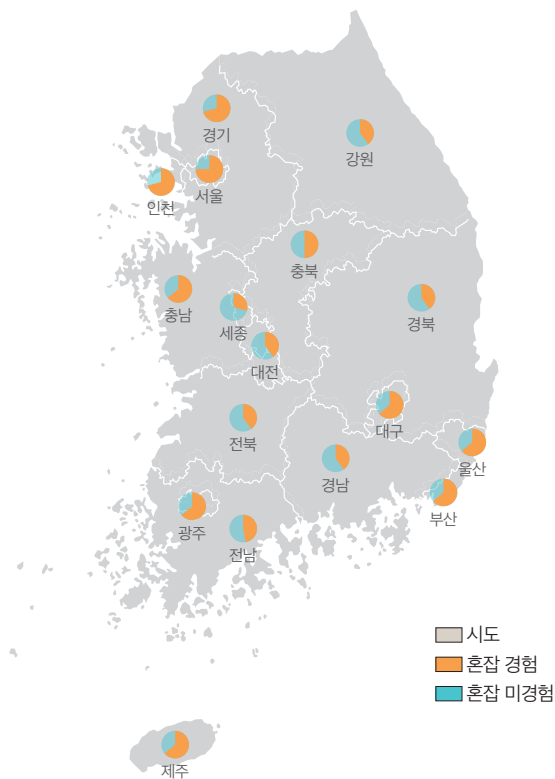 경기
강원
서울
인천
충북
충남
경북
세종
대전
대구
전북
울산
경남
부산
광주
전남
시도
혼잡 경험
혼잡 미경험
제주